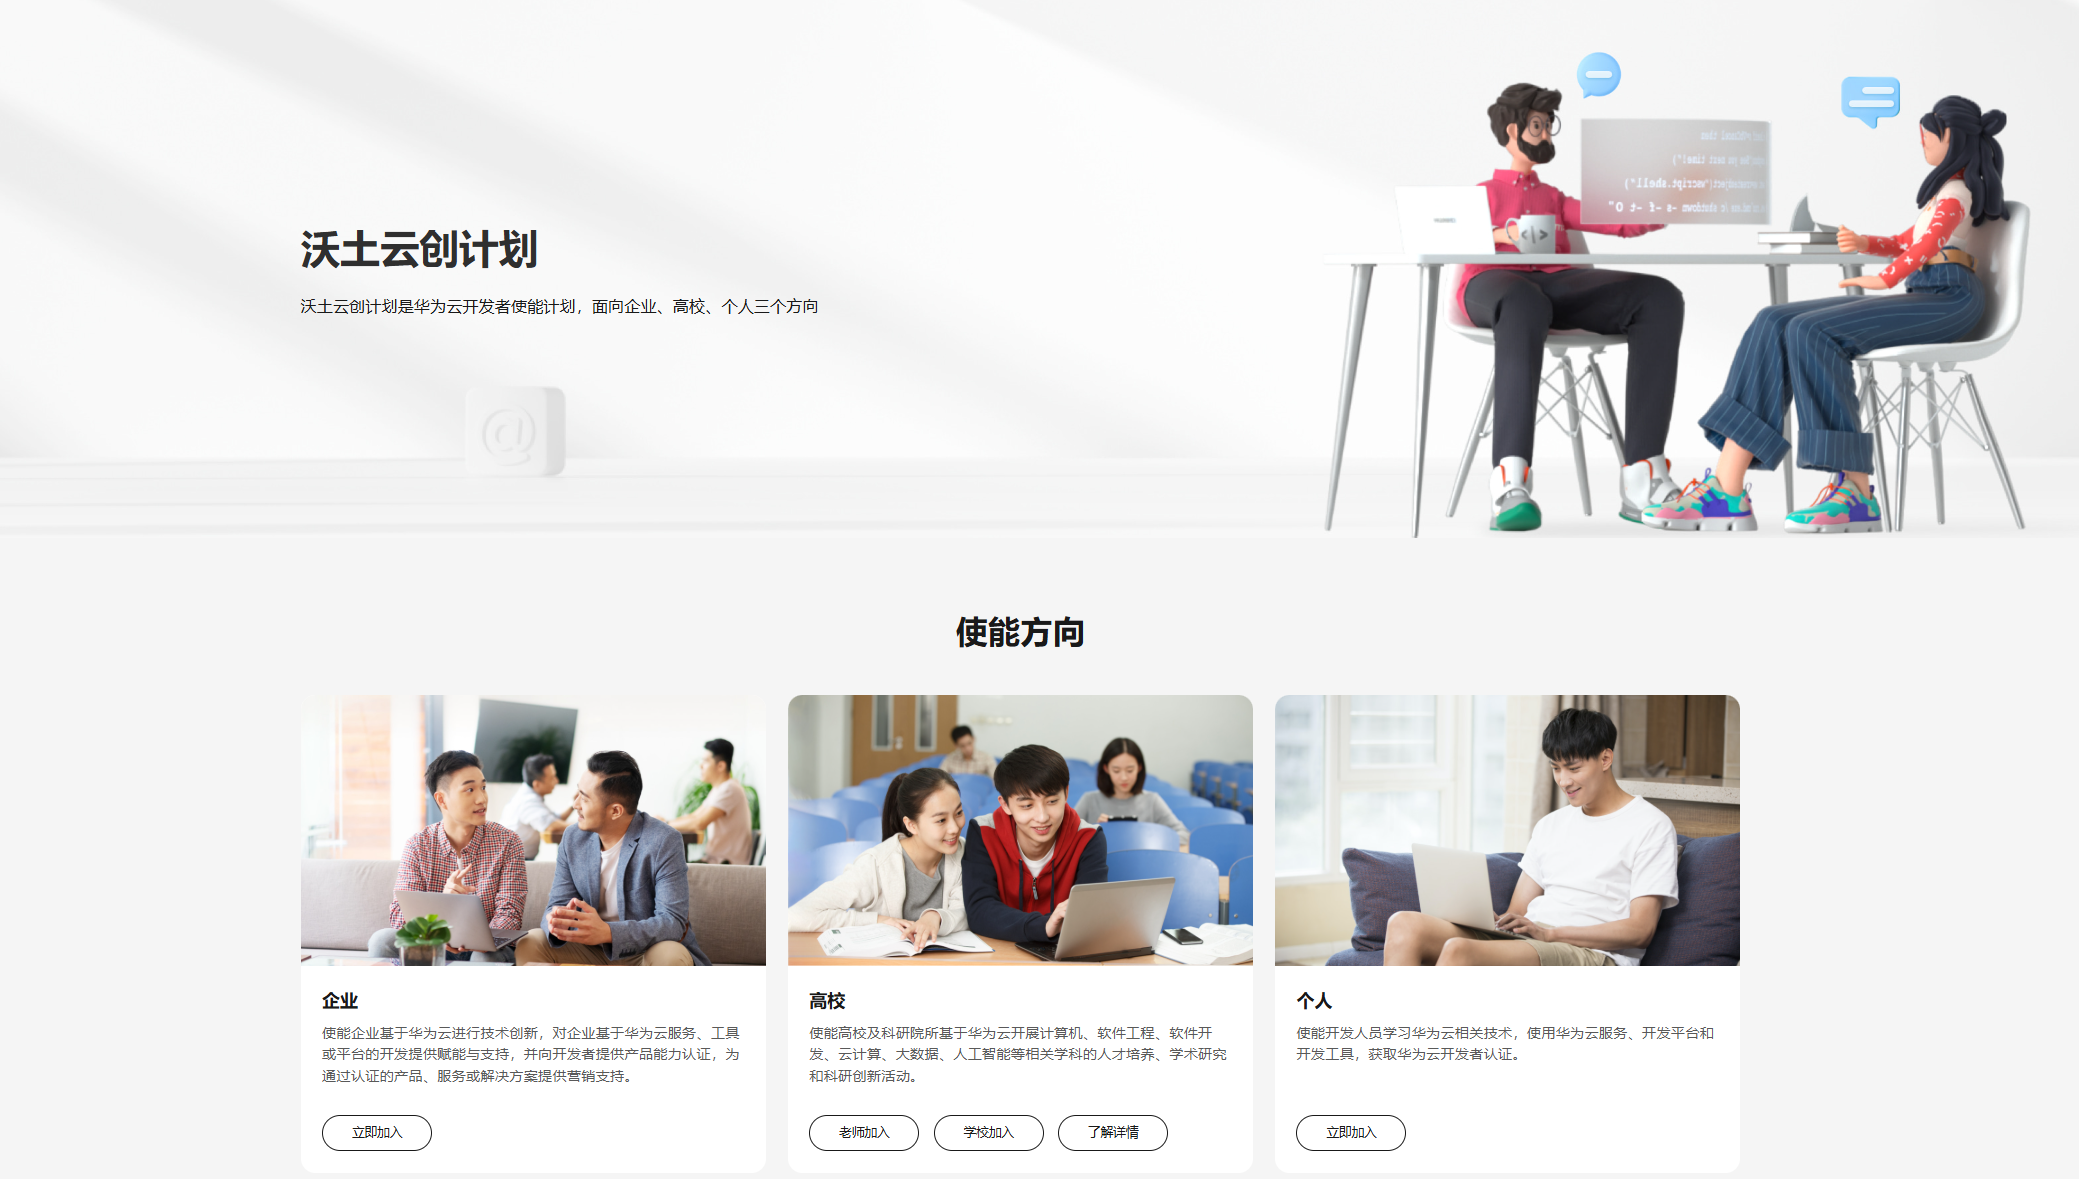 沃土云创计划
沃土云创计划是华为云开发者使能计划，面向企业、高校、个人三个方向
使能方向
企业
使能企业基于华为云进行技术创新，对企业基于华为云服务、工具
或平台的开发提供赋能与支持，并向开发者提供产品能力认证，为
通过认证的产品、服务或解决方案提供营销支持。
立即加入
高校
使能高校及科研院所基于华为云开展计算机、软件工程、软件开
发、云计算、大数据、人工智能等相关学科的人才培养、学术研究
和科研创新活动。
老师加入
学校加入
了解详情
个人
使能开发人员学习华为云相关技术，使用华为云服务、开发平台和
开发工具，获取华为云开发者认证。
立即加入